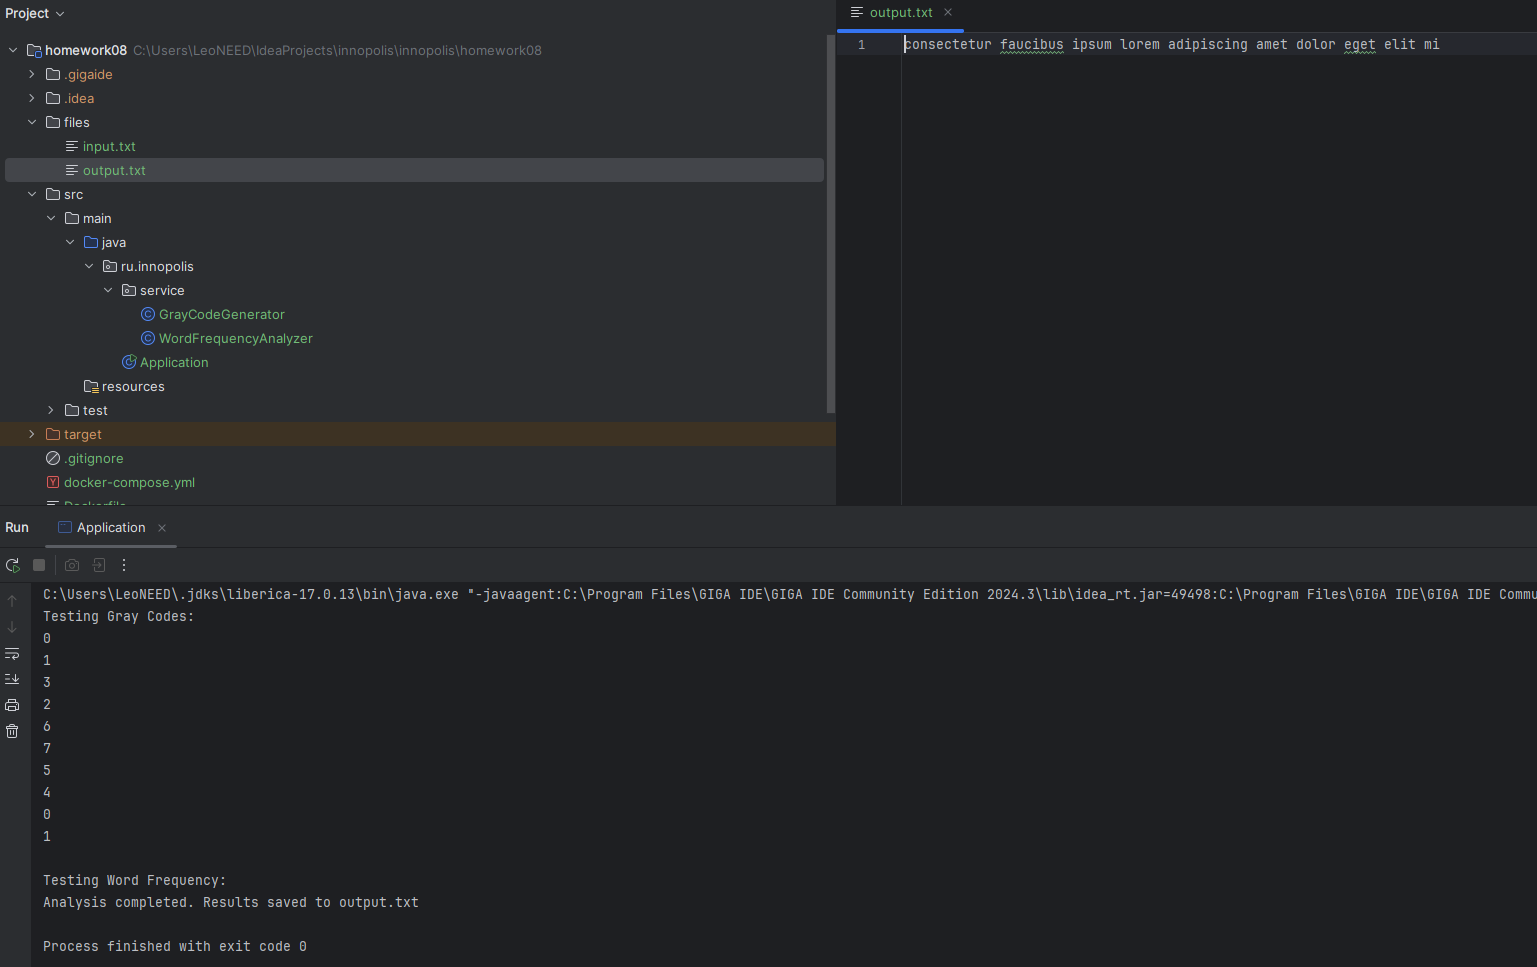 Project
homework08 C:\Users\LeoNEED\IdeaProjects\innopolis\innopolis\homework08
.gigaide
.idea
files
input.txt
output.txt
src
main
java
ru.innopolis
service
GrayCodeGenerator
WordFrequencyAnalyzer
Application
resources
test
target
.gitignore
docker-compose.yml
output.txt
1 consectetur faucibus ipsum lorem adipiscing amet dolor eget elit mi
Run Application
C:\Users\LeoNEED\.jdks\liberica-17.0.13\bin\java.exe "-javaagent:C:\Program Files\GIGA IDE\GIGA IDE Community Edition 2024.3\lib\idea_rt.jar=49498:C:\Program Files\GIGA IDE\GIGA IDE Commu
Testing Gray Codes:
0
1
3
2
6
7
5
4
0
1
Testing Word Frequency:
Analysis completed. Results saved to output.txt
Process finished with exit code 0